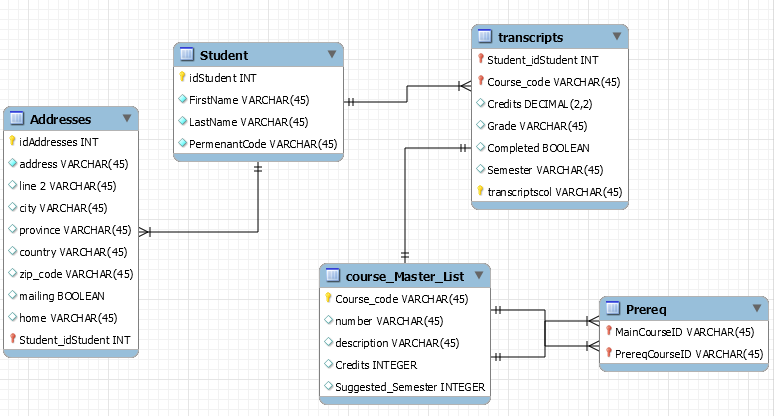 Student
idStudent INT
FirstName VARCHAR(45)
LastName VARCHAR(45)
PermenantCode VARCHAR(45)
transcripts
Student_idStudent INT
Course_code VARCHAR(45)
Credits DECIMAL(2,2)
Grade VARCHAR(45)
Completed BOOLEAN
Semester VARCHAR(45)
transcriptscol VARCHAR(45)
Addresses
idAddresses INT
address VARCHAR(45)
line 2 VARCHAR(45)
city VARCHAR(45)
province VARCHAR(45)
country VARCHAR(45)
zip_code VARCHAR(45)
mailing BOOLEAN
home VARCHAR(45)
Student_idStudent INT
course_Master_List
Course_code VARCHAR(45)
number VARCHAR(45)
description VARCHAR(45)
Credits INTEGER
Suggested_Semester INTEGER
Prereq
MainCourseID VARCHAR(45)
PrereqCourseID VARCHAR(45)